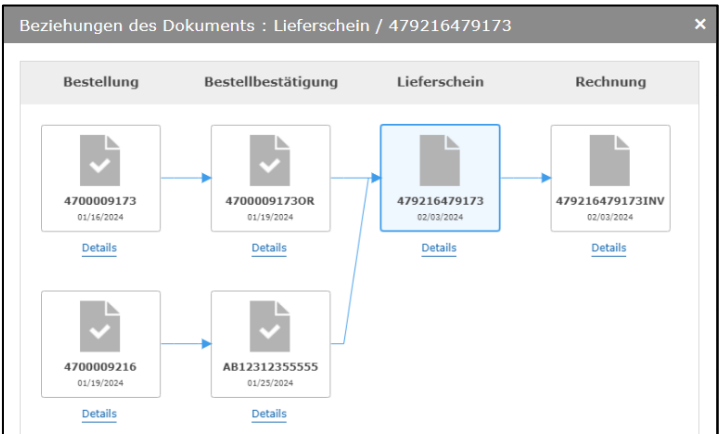 Beziehungen des Dokuments : Lieferschein / 479216479173 ×
Bestellung Bestellbestätigung Lieferschein Rechnung
4700009173 4700009173OR 479216479173 479216479173INV
01/16/2024 01/19/2024 02/03/2024 02/03/2024
Details Details Details Details
4700009216 AB12312355555
01/19/2024 01/25/2024
Details Details